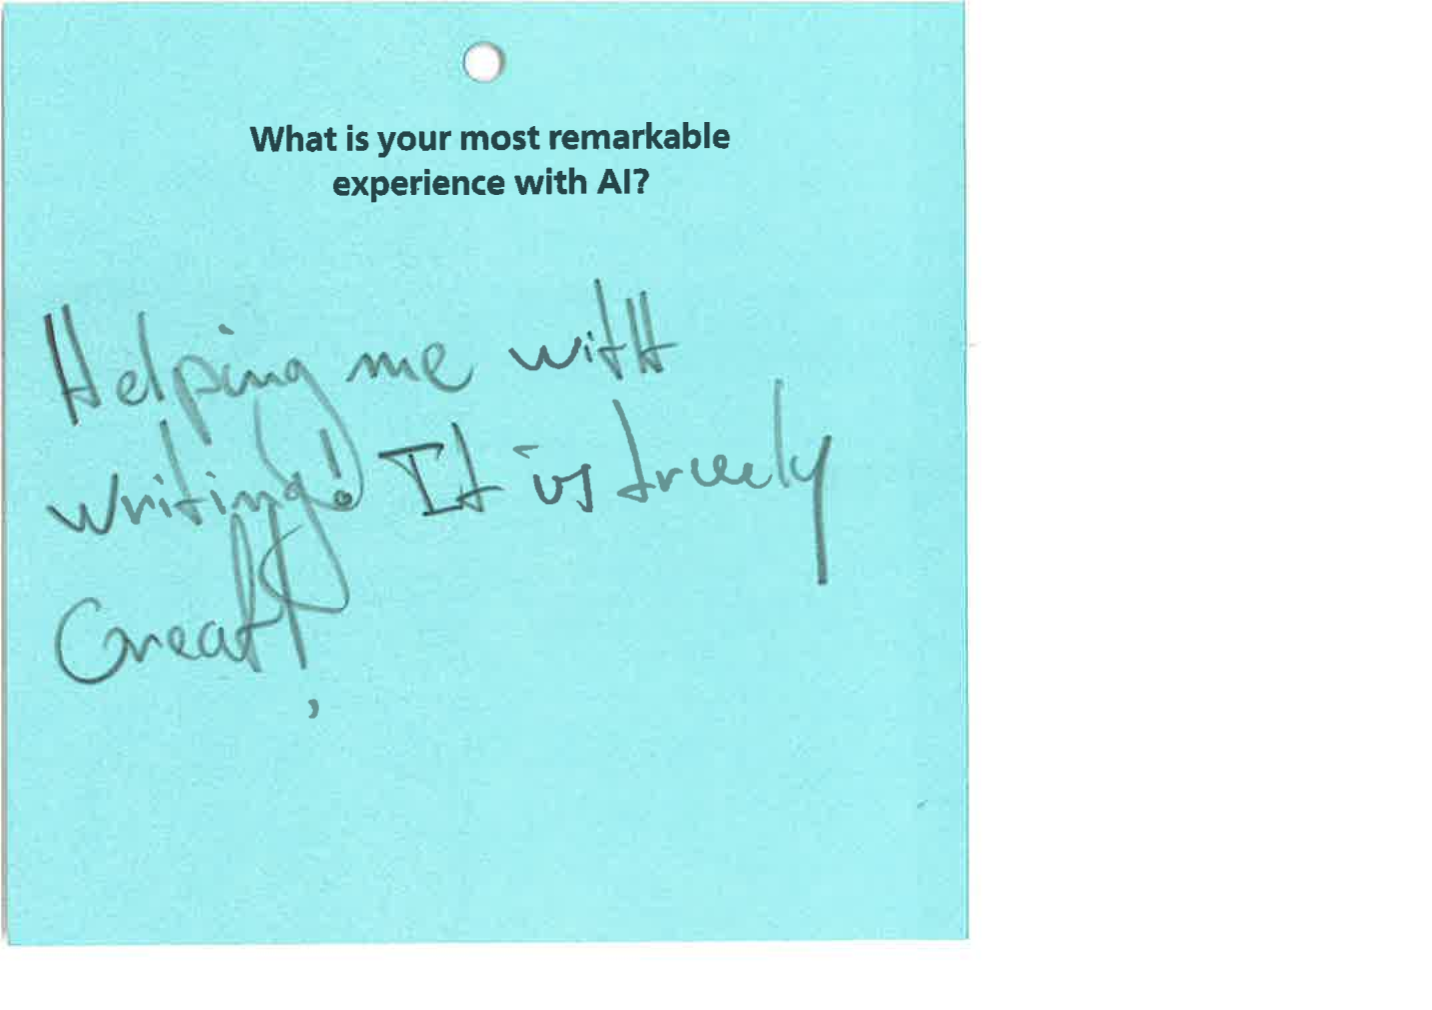 What is your most remarkable
experience with AI?
Helping me with
writing! It is truely
Great!